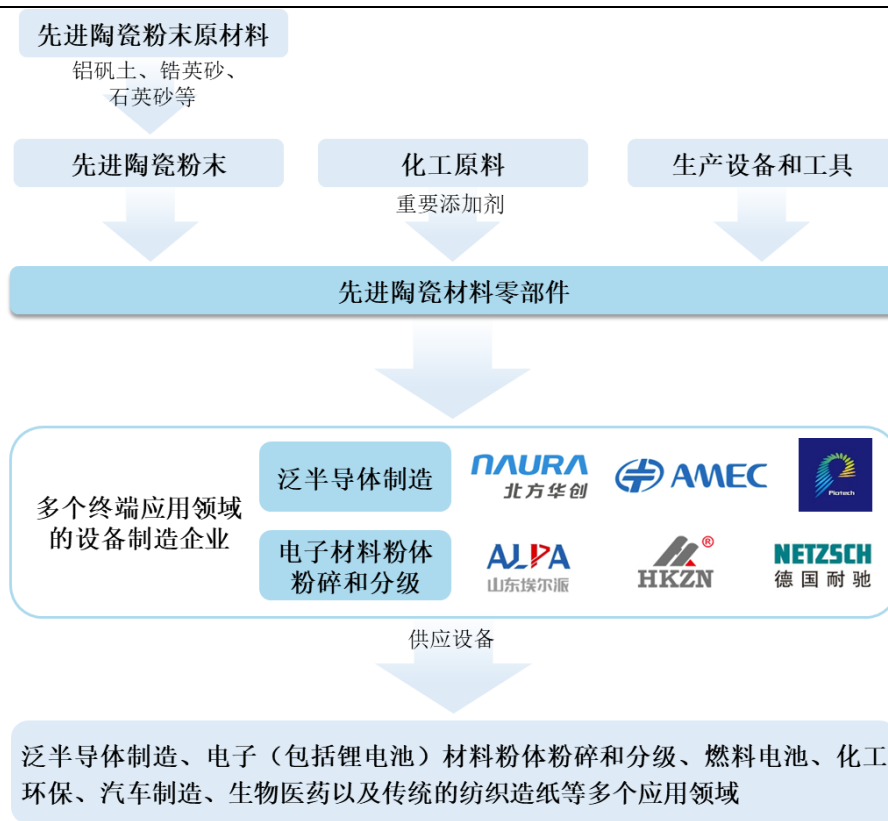 先进陶瓷粉末原材料
铝矾土、锆英砂、
石英砂等
先进陶瓷粉末
化工原料
生产设备和工具
重要添加剂
先进陶瓷材料零部件
多个终端应用领域
的设备制造企业
泛半导体制造
NAURA
北方华创
AMEC
Piotech
电子材料粉体
粉碎和分级
ALPA
山东埃尔派
HKZN
®
NETZSCH
德国耐驰
供应设备
泛半导体制造、电子（包括锂电池）材料粉体粉碎和分级、燃料电池、化工
环保、汽车制造、生物医药以及传统的纺织造纸等多个应用领域